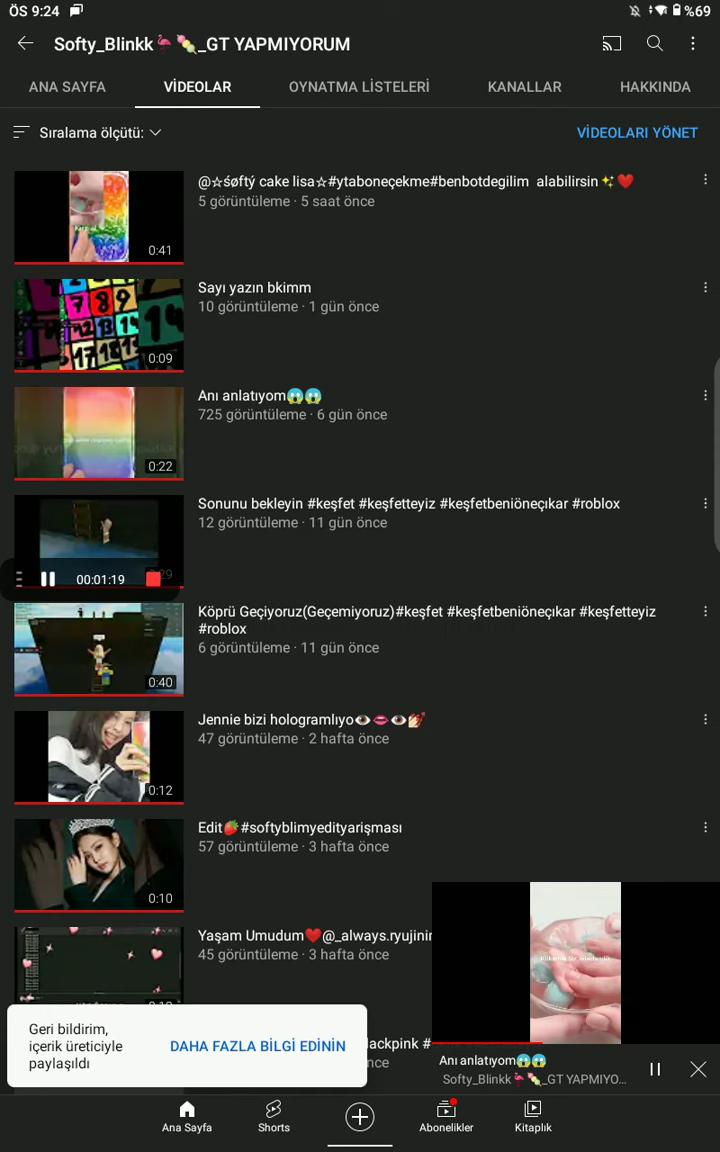 ÖS 9:24
%69
Softy_Blinkk🦩🍡_GT YAPMIYORUM
ANA SAYFA
VİDEOLAR
OYNATMA LİSTELERİ
KANALLAR
HAKKINDA
Sıralama ölçütü:
VİDEOLARI YÖNET
@☆śøftý cake lisa☆#ytaboneçekme#benbotdegilim alabilirsin✨❤️
5 görüntüleme · 5 saat önce
0:41
Sayı yazın bkimm
10 görüntüleme · 1 gün önce
0:09
Anı anlatıyom😱😱
725 görüntüleme · 6 gün önce
0:22
Sonunu bekleyin #keşfet #keşfetteyiz #keşfetbeniöneçıkar #roblox
12 görüntüleme · 11 gün önce
00:01:19
Köprü Geçiyoruz(Geçemiyoruz)#keşfet #keşfetbeniöneçıkar #keşfetteyiz
#roblox
6 görüntüleme · 11 gün önce
0:40
Jennie bizi hologramlıyo👁️👄👁️💅🏻
47 görüntüleme · 2 hafta önce
0:12
Edit🍓#softyblimyedityarişması
57 görüntüleme · 3 hafta önce
0:10
Yaşam Umudum❤️@_always.ryujinin
45 görüntüleme · 3 hafta önce
Geri bildirim,
içerik üreticiyle
paylaşıldı
DAHA FAZLA BİLGİ EDİNİN
lackpink #
Anı anlatıyom😱😱
Softy_Blinkk🦩🍡_GT YAPMIYO...
Ana Sayfa
Shorts
Abonelikler
Kitaplık